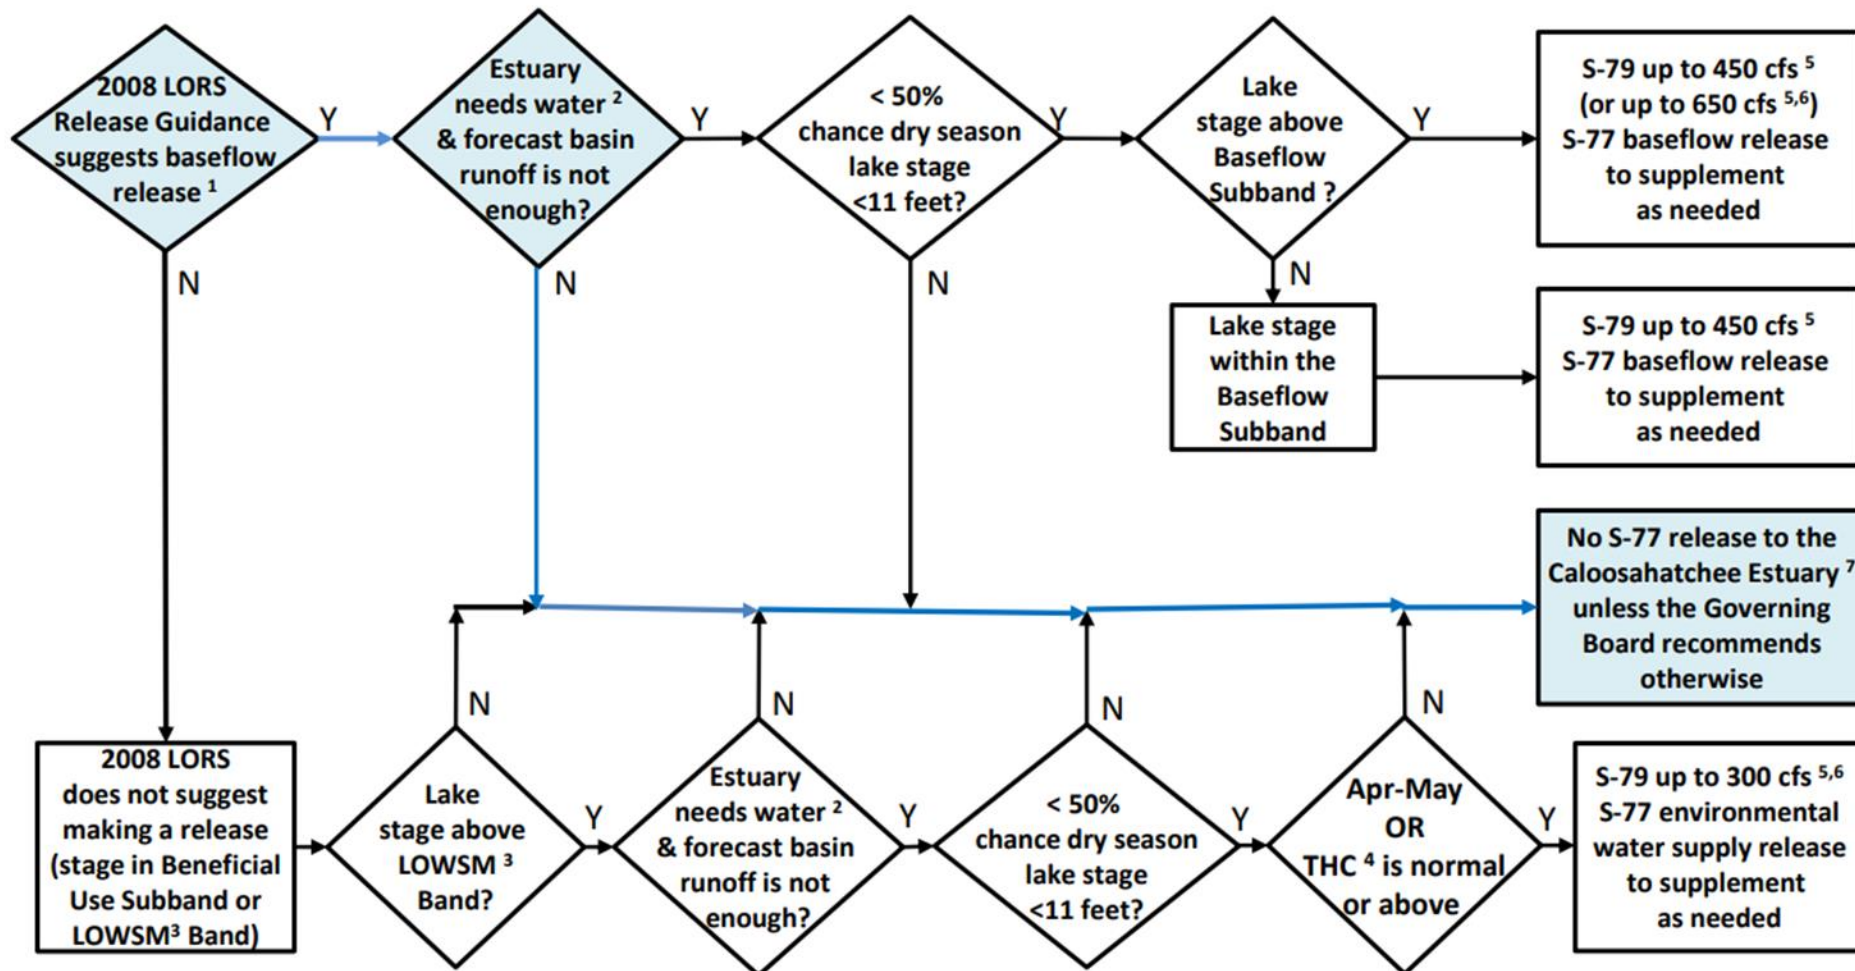 2008 LORS
Release Guidance
suggests baseflow
release 1
Y
N
Estuary
needs water 2
& forecast basin
runoff is not
enough?
Y
N
< 50%
chance dry season
lake stage
<11 feet?
Y
N
Lake
stage above
Baseflow
Subband ?
Y
N
S-79 up to 450 cfs 5
(or up to 650 cfs 5,6)
S-77 baseflow release
to supplement
as needed
Lake stage
within the
Baseflow
Subband
S-79 up to 450 cfs 5
S-77 baseflow release
to supplement
as needed
No S-77 release to the
Caloosahatchee Estuary 7
unless the Governing
Board recommends
otherwise
2008 LORS
does not suggest
making a release
(stage in Beneficial
Use Subband or
LOWSM3 Band)
Lake
stage above
LOWSM 3
Band?
N
Y
Estuary
needs water 2
& forecast basin
runoff is not
enough?
N
Y
< 50%
chance dry season
lake stage
<11 feet?
N
Y
Apr-May
OR
THC 4 is normal
or above
N
Y
S-79 up to 300 cfs 5,6
S-77 environmental
water supply release
to supplement
as needed